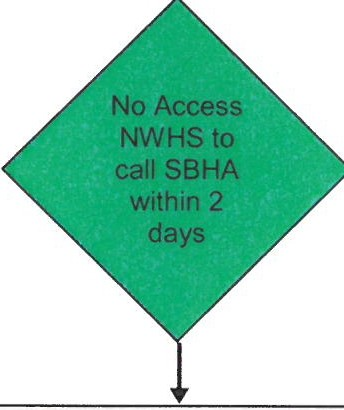 No Access
NWHS to
call SBHA
within 2
days